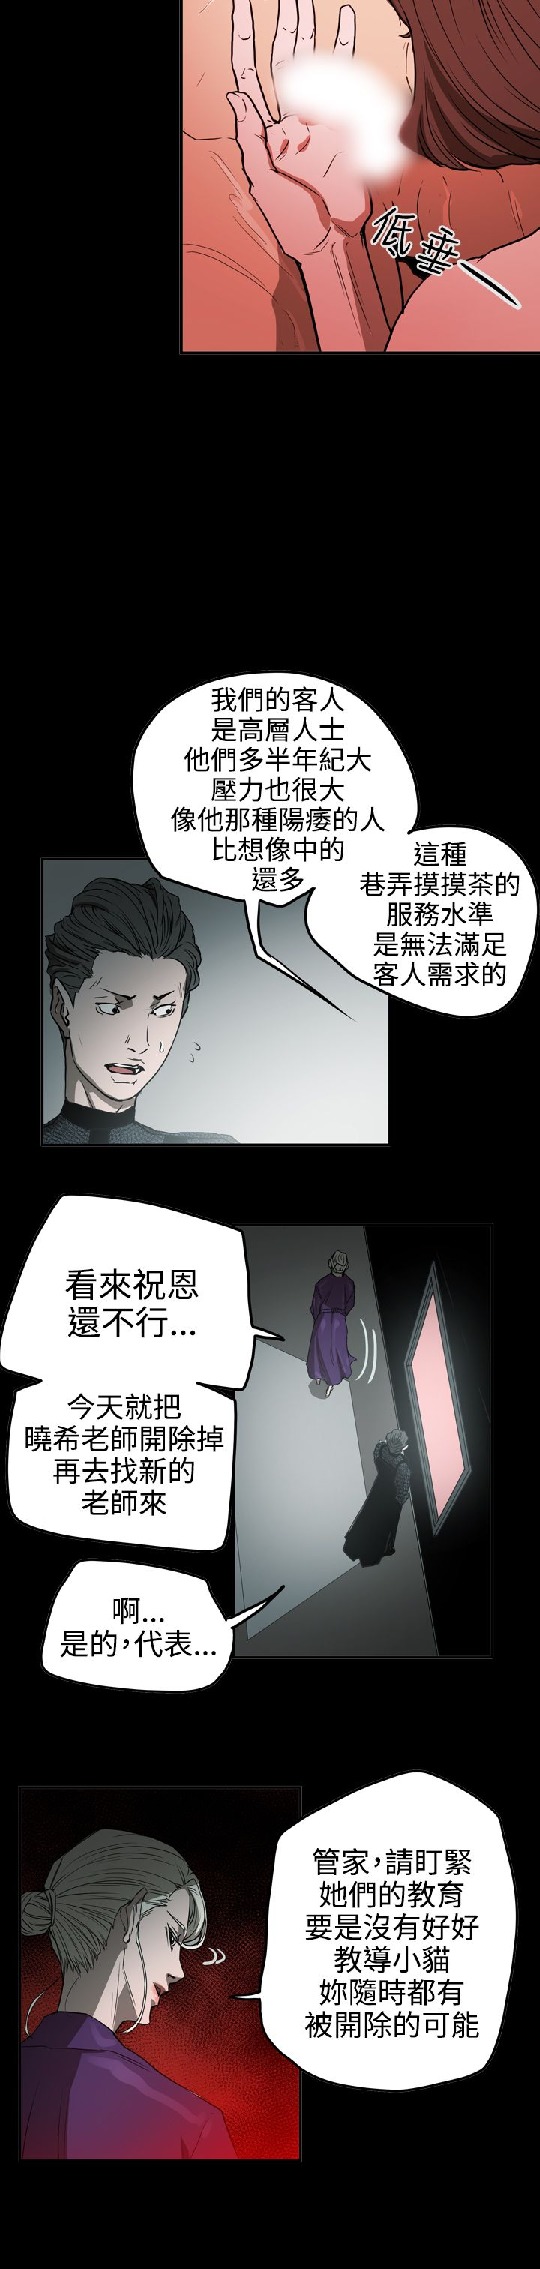 低垂
我們的客人
是高層人士
他們多半年紀大
壓力也很大
像他那種陽痿的人
比想像中的
還多
這種
巷弄摸摸茶的
服務水準
是無法滿足
客人需求的
看來祝恩
還不行...
今天就把
曉希老師開除掉
再去找新的
老師來
啊...
是的，代表...
管家，請盯緊
她們的教育
要是沒有好好
教導小貓
妳隨時都有
被開除的可能